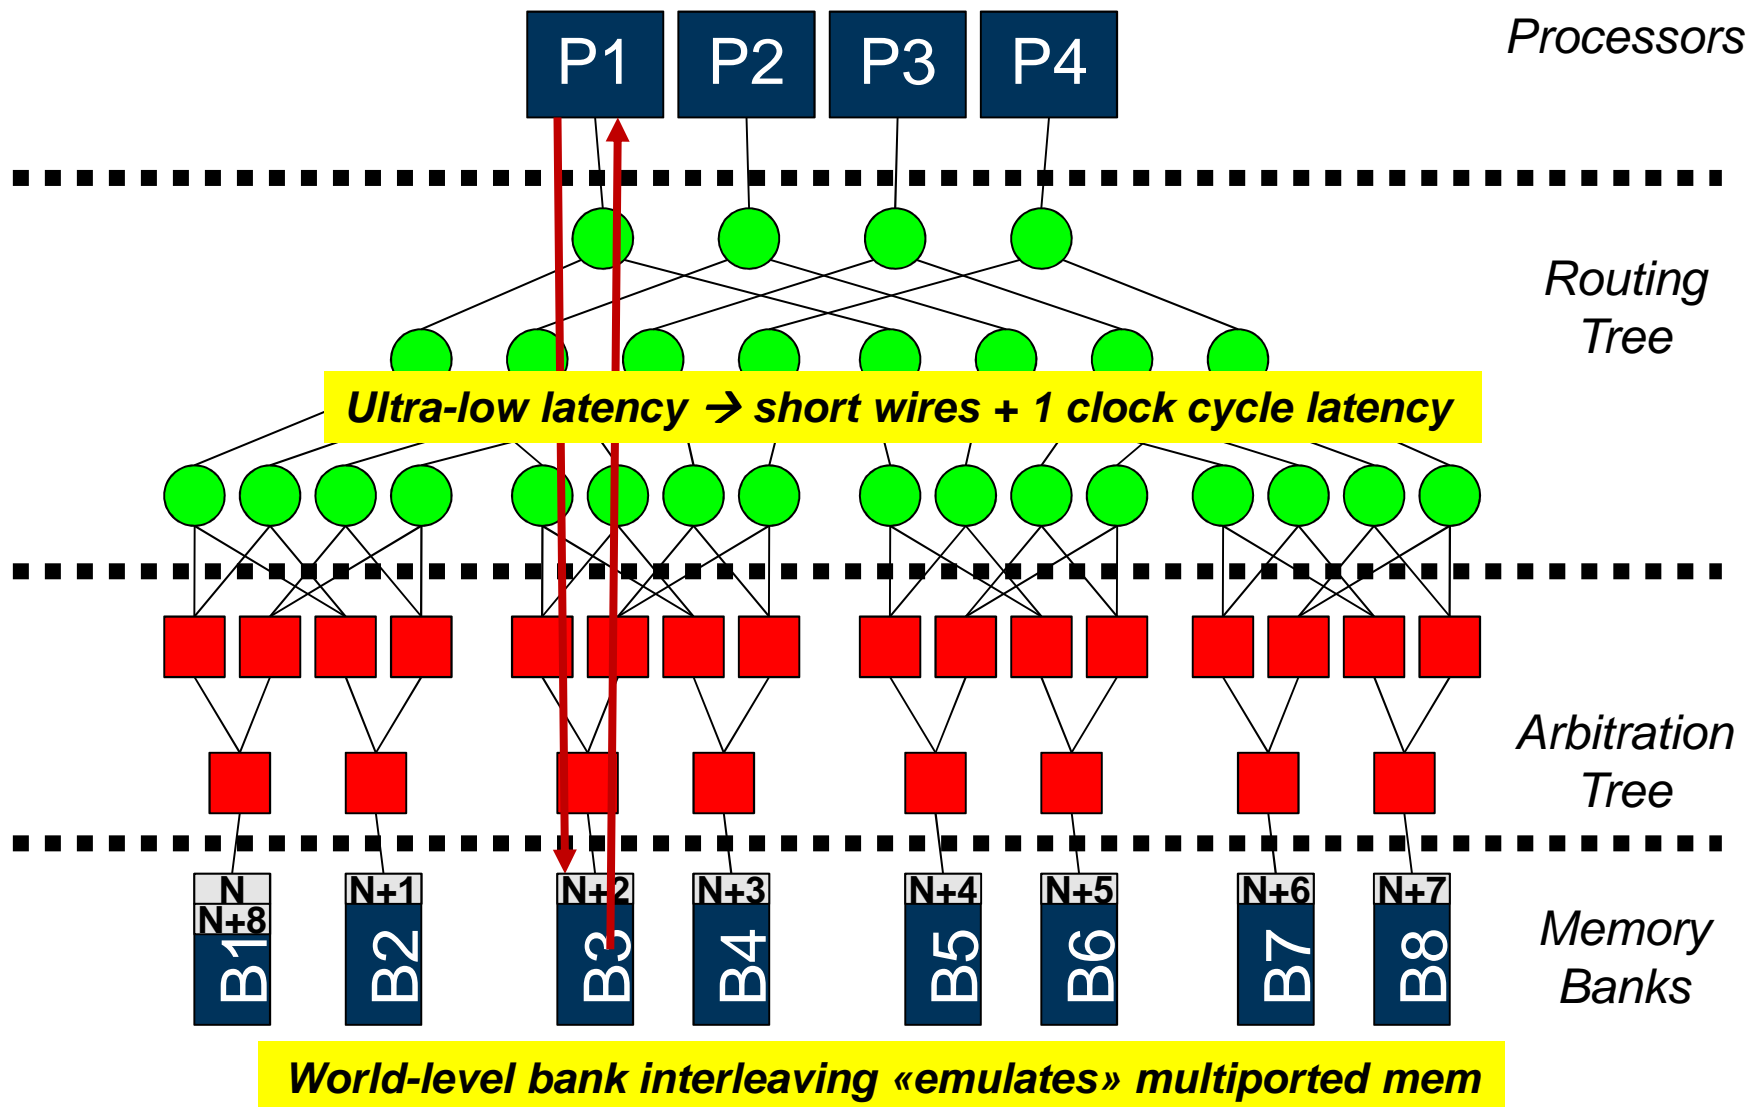 P1 P2 P3 P4
Processors
Routing
Tree
Ultra-low latency → short wires + 1 clock cycle latency
Arbitration
Tree
N N+1 N+2 N+3 N+4 N+5 N+6 N+7
N+8
B1 B2 B3 B4 B5 B6 B7 B8
Memory
Banks
World-level bank interleaving «emulates» multiported mem